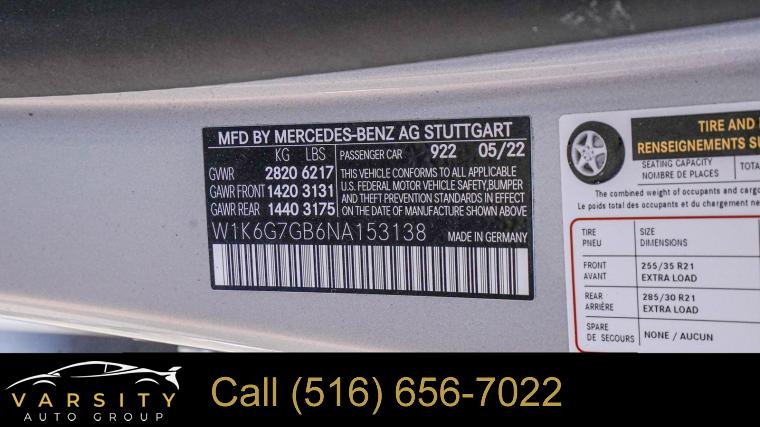 MFD BY MERCEDES-BENZ AG STUTTGART
KG LBS PASSENGER CAR 922 05/22
GVWR 2820 6217
GAWR FRONT 1420 3131
GAWR REAR 1440 3175
THIS VEHICLE CONFORMS TO ALL APPLICABLE
U.S. FEDERAL MOTOR VEHICLE SAFETY,BUMPER
AND THEFT PREVENTION STANDARDS IN EFFECT
ON THE DATE OF MANUFACTURE SHOWN ABOVE
W1K6G7GB6NA153138 MADE IN GERMANY
TIRE AND
RENSEIGNEMENTS SU
SEATING CAPACITY
NOMBRE DE PLACES
The combined weight of occupants and cargo
Le poids total des occupants et du chargement
TIRE SIZE
PNEU DIMENSIONS
FRONT 255/35 R21
AVANT EXTRA LOAD
REAR 285/30 R21
ARRIÈRE EXTRA LOAD
SPARE NONE / AUCUN
DE SECOURS
VARSITY
AUTO GROUP
Call (516) 656-7022